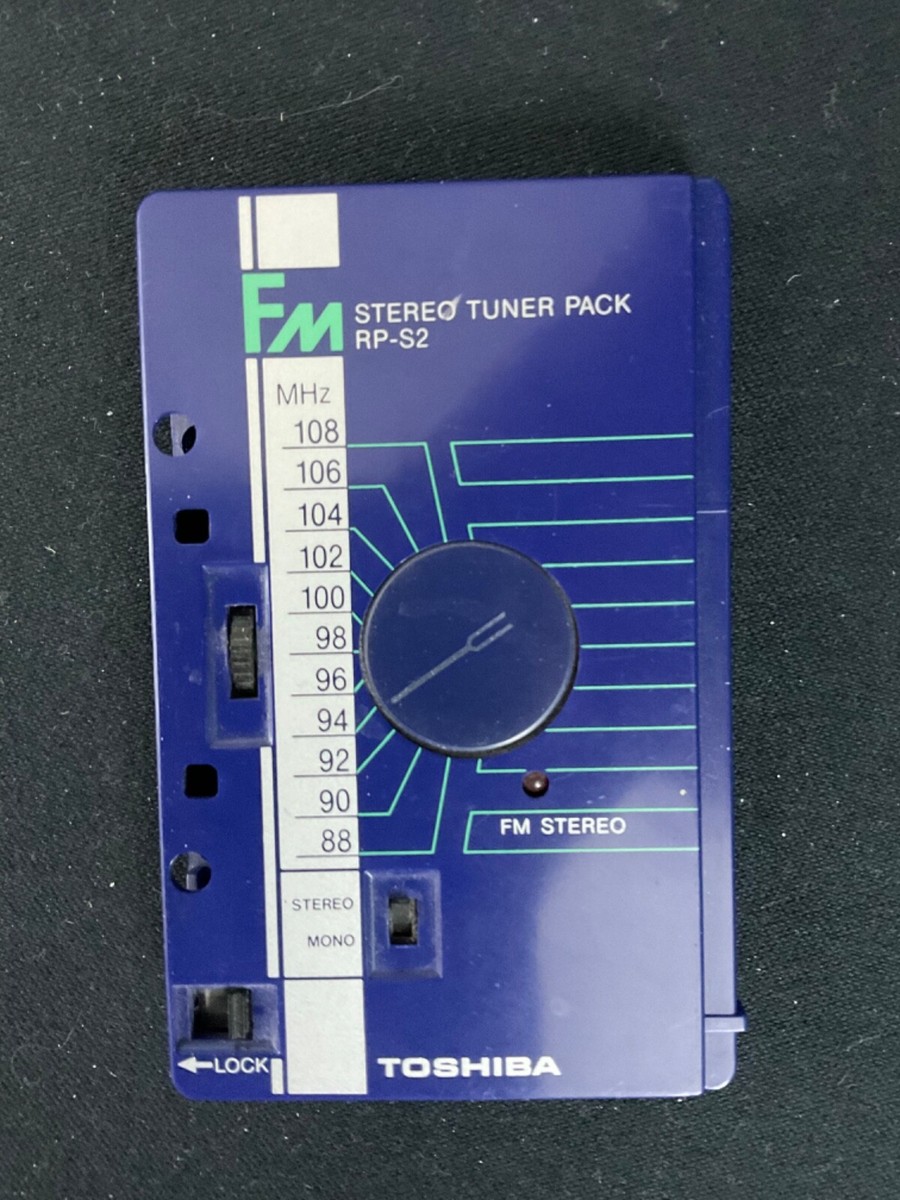 FM STEREO TUNER PACK
RP-S2
MHz
108
106
104
102
100
98
96
94
92
90
88
FM STEREO
STEREO
MONO
←LOCK
TOSHIBA